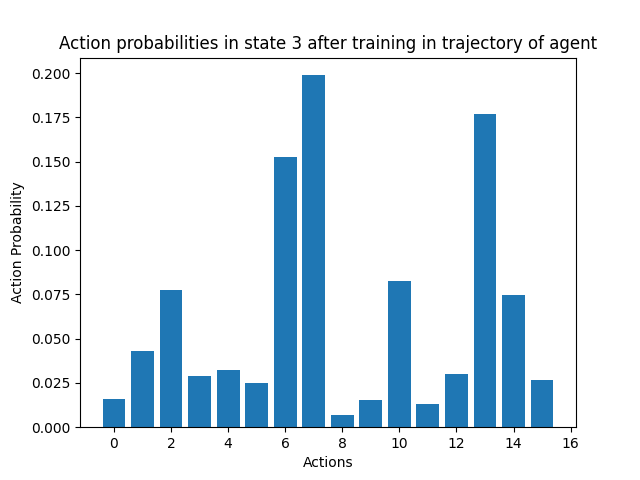 Action probabilities in state 3 after training in trajectory of agent
0.200
0.175
0.150
0.125
0.100
0.075
0.050
0.025
0.000
Action Probability
0 2 4 6 8 10 12 14 16
Actions